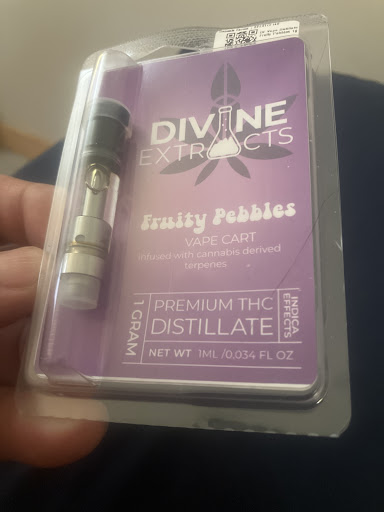 DIVINE
EXTRACTS
Fruity Pebbles
VAPE CART
infused with cannabis derived
terpenes
1 GRAM
PREMIUM THC
DISTILLATE
INDICA
EFFECTS
NET WT 1ML /0.034 FL OZ